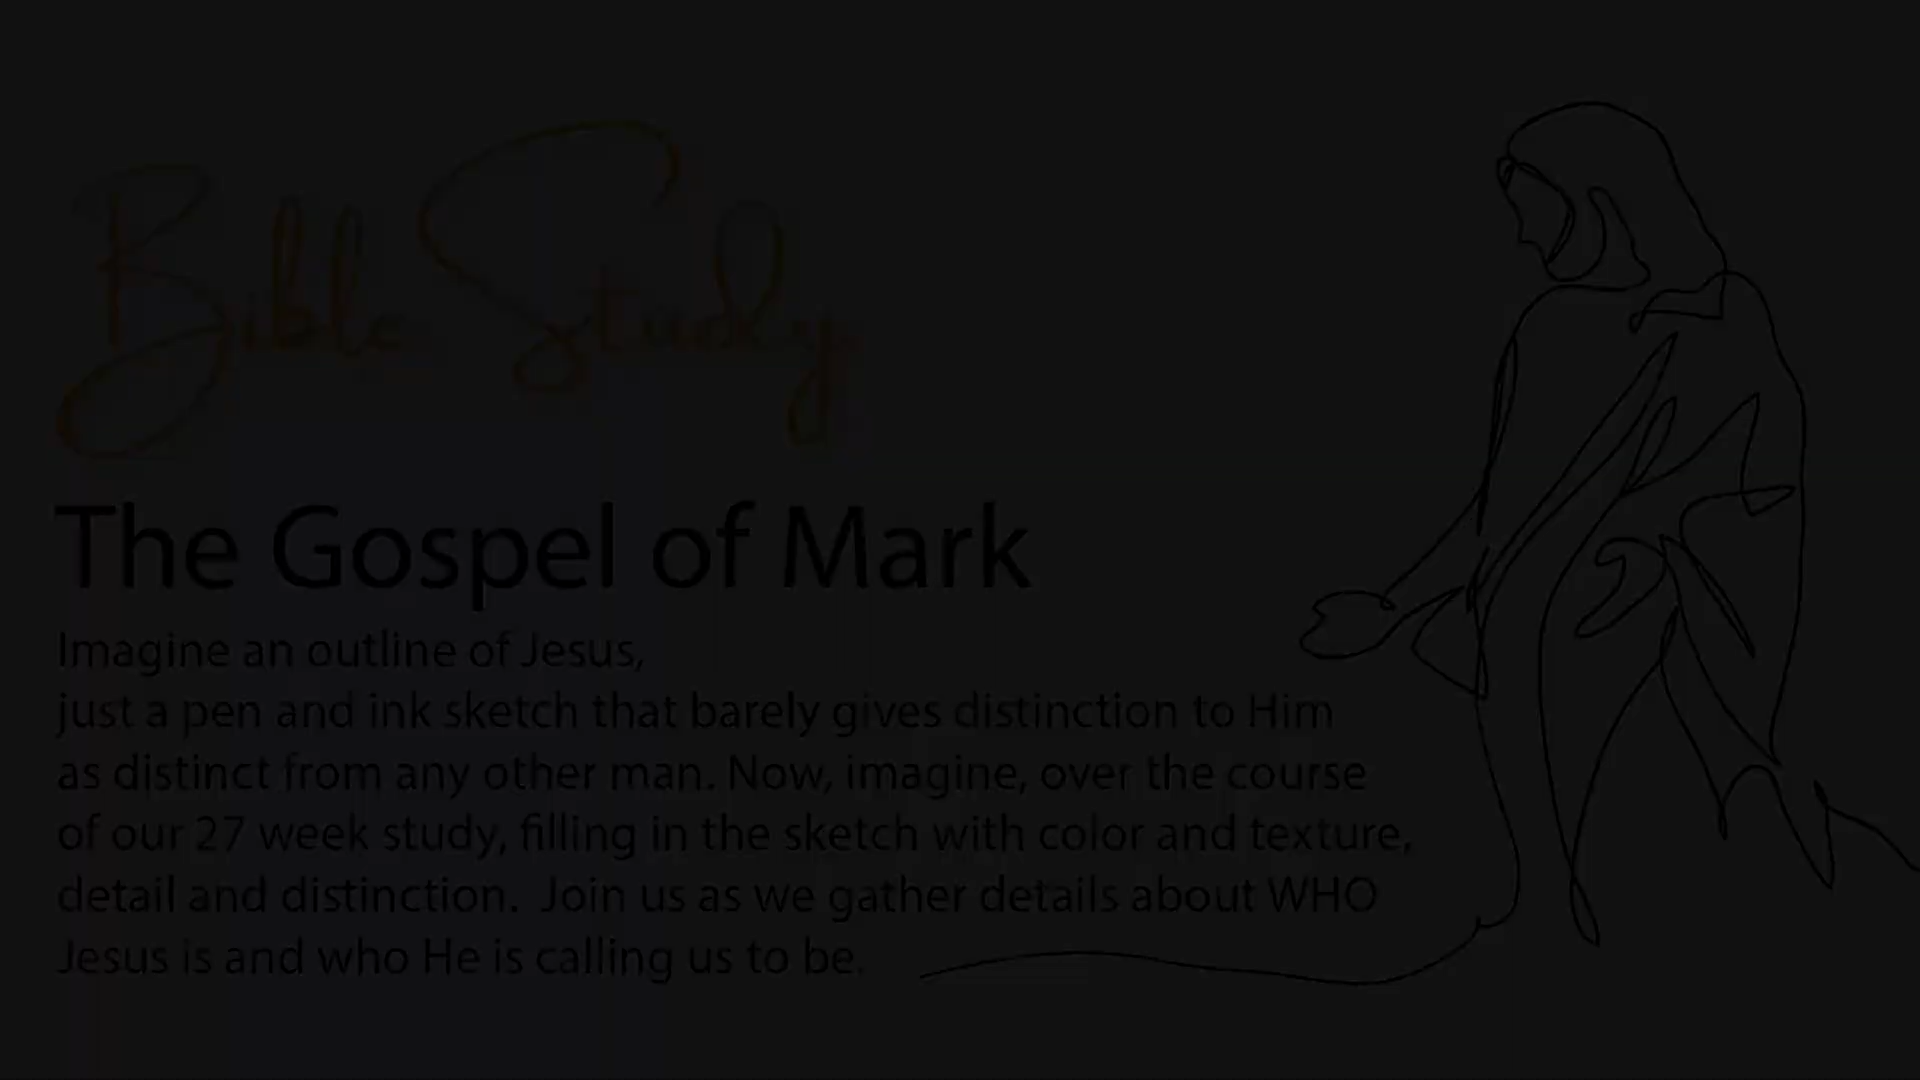 Bible Study
The Gospel of Mark
Imagine an outline of Jesus,
just a pen and ink sketch that barely gives distinction to Him
as distinct from any other man. Now, imagine, over the course
of our 27 week study, filling in the sketch with color and texture,
detail and distinction. Join us as we gather details about WHO
Jesus is and who He is calling us to be.